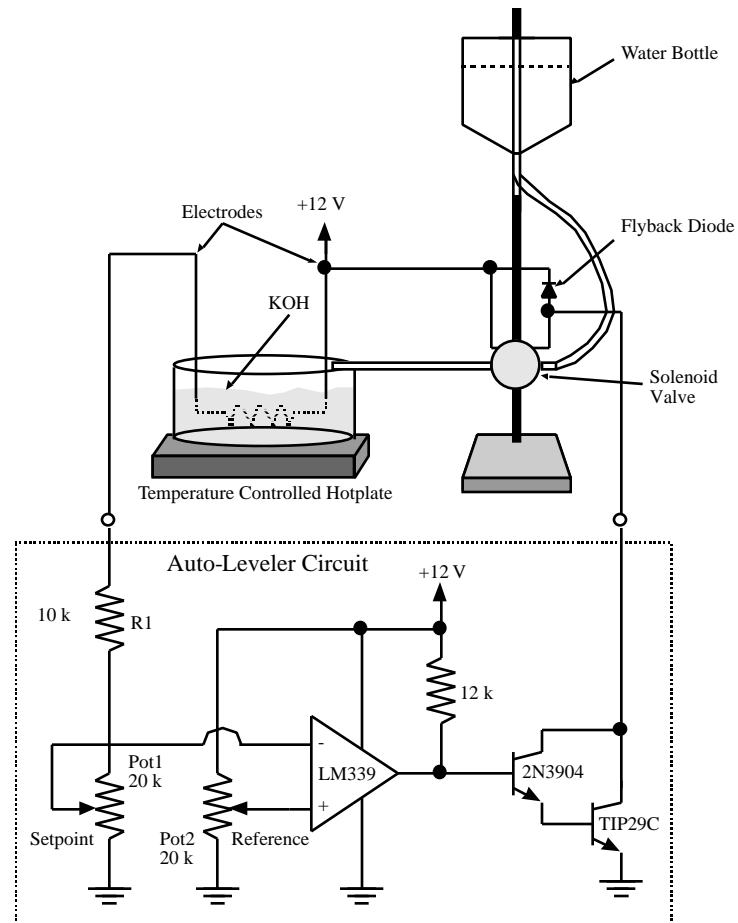 Water Bottle
+12 V
Electrodes
Flyback Diode
KOH
Solenoid
Valve
Temperature Controlled Hotplate
Auto-Leveler Circuit
+12 V
10 k
R1
12 k
-
LM339
+
2N3904
Pot1
20 k
Setpoint
Pot2
20 k
Reference
TIP29C